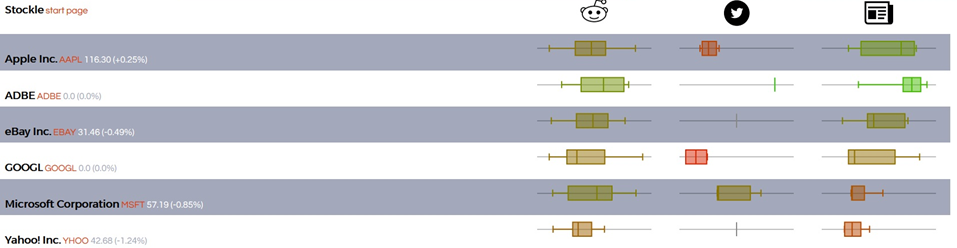 Stockle start page
Apple Inc. AAPL 116.30 (+0.25%)
ADBE ADBE 0.0 (0.0%)
eBay Inc. EBAY 31.46 (-0.49%)
GOOGL GOOGL 0.0 (0.0%)
Microsoft Corporation MSFT 57.19 (-0.85%)
Yahoo! Inc. YHOO 42.68 (-1.24%)